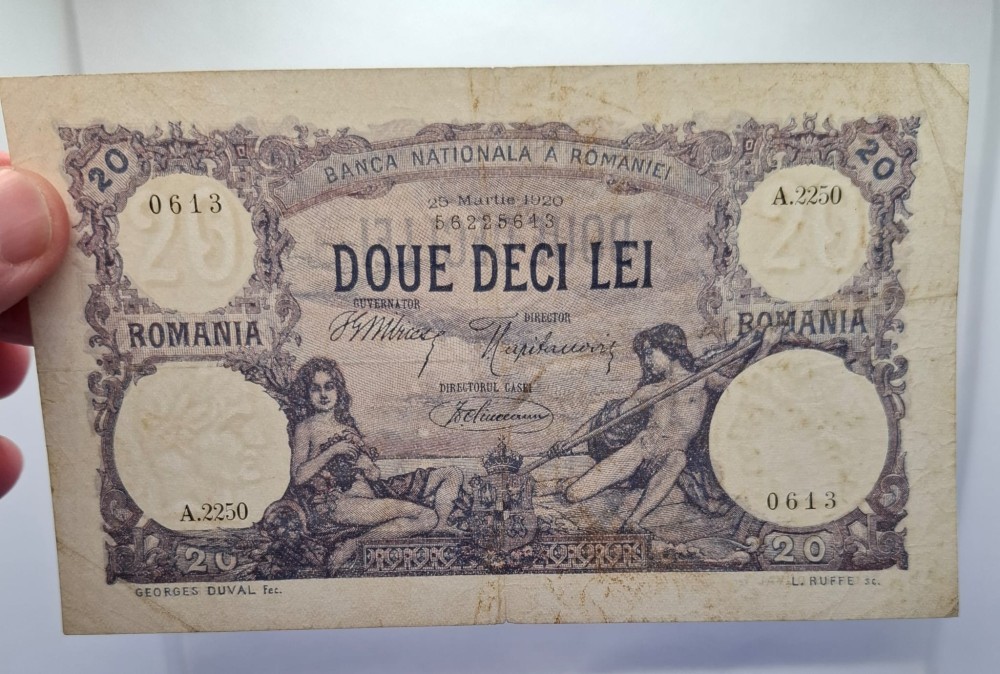 20
BANCA NATIONALA A ROMANIEI
20
0613
25 Martie 1920
A.2250
56225613
DOUE DECI LEI
GUVERNATOR
DIRECTOR
ROMANIA
ROMANIA
DIRECTORUL CASEI
A.2250
0613
20
20
GEORGES DUVAL Fec.
L. RUFFE sc.